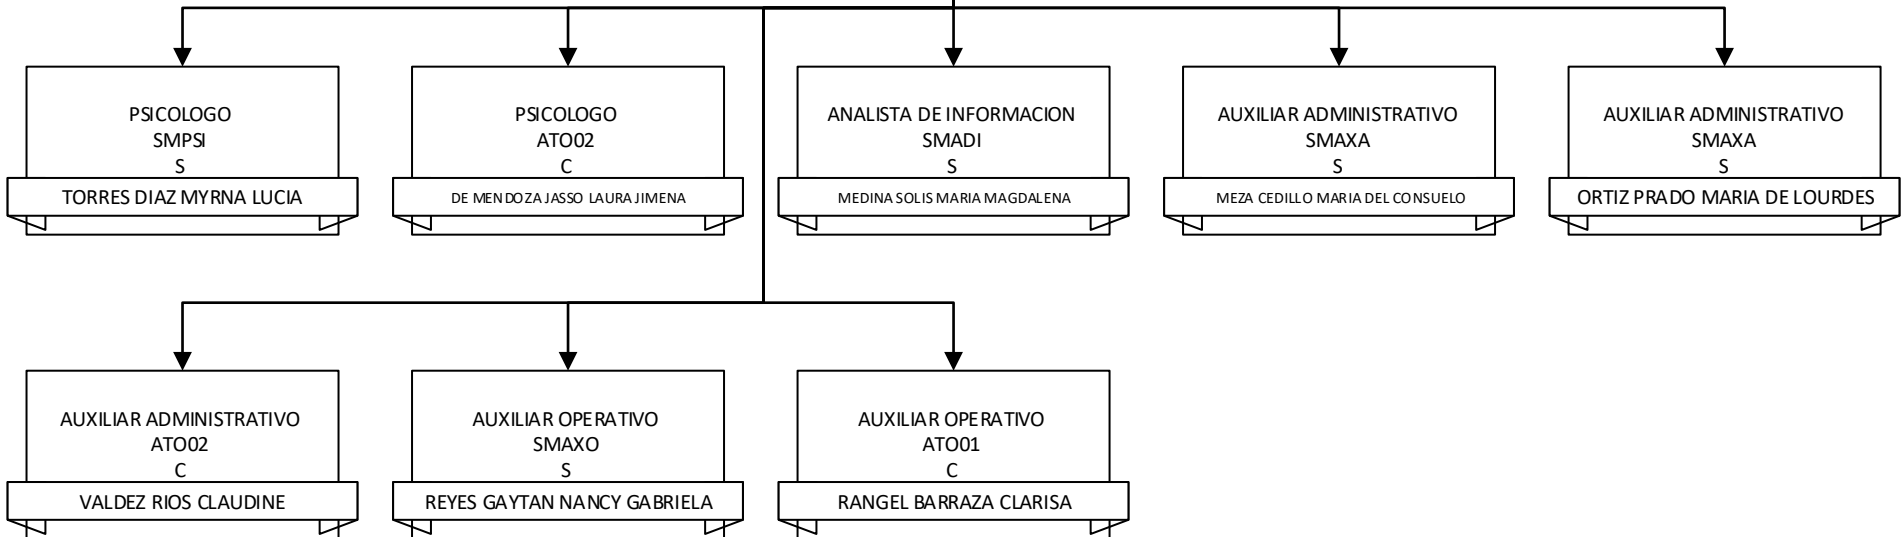 PSICOLOGO
SMPSI
S
TORRES DIAZ MYRNA LUCIA
PSICOLOGO
ATO02
C
DE MENDOZA JASSO LAURA JIMENA
ANALISTA DE INFORMACION
SMADI
S
MEDINA SOLIS MARIA MAGDALENA
AUXILIAR ADMINISTRATIVO
SMAXA
S
MEZA CEDILLO MARIA DEL CONSUELO
AUXILIAR ADMINISTRATIVO
SMAXA
S
ORTIZ PRADO MARIA DE LOURDES
AUXILIAR ADMINISTRATIVO
ATO02
C
VALDEZ RIOS CLAUDINE
AUXILIAR OPERATIVO
SMAXO
S
REYES GAYTAN NANCY GABRIELA
AUXILIAR OPERATIVO
ATO01
C
RANGEL BARRAZA CLARISA